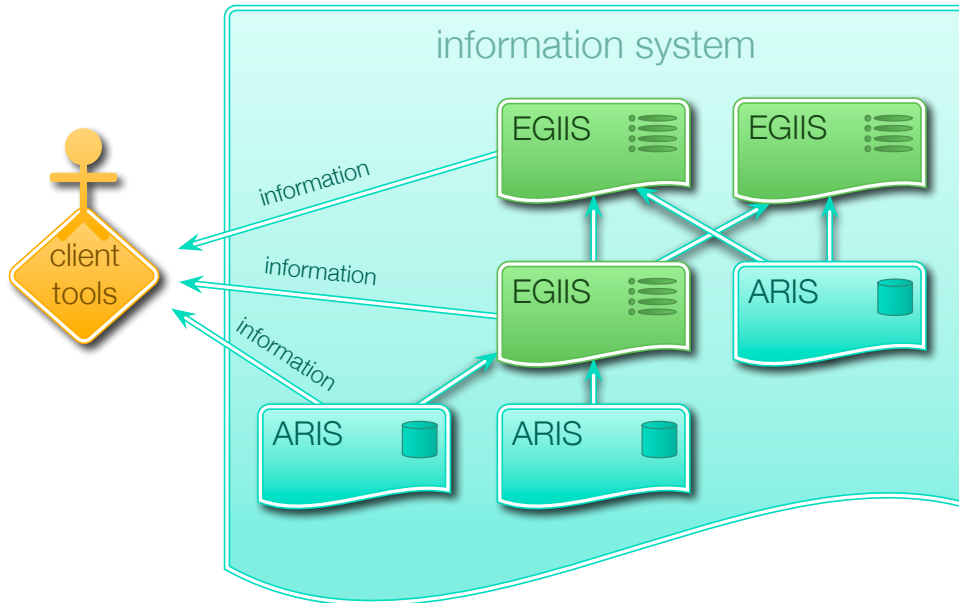 information system
EGIIS
EGIIS
information
client
tools
information
EGIIS
ARIS
information
ARIS
ARIS